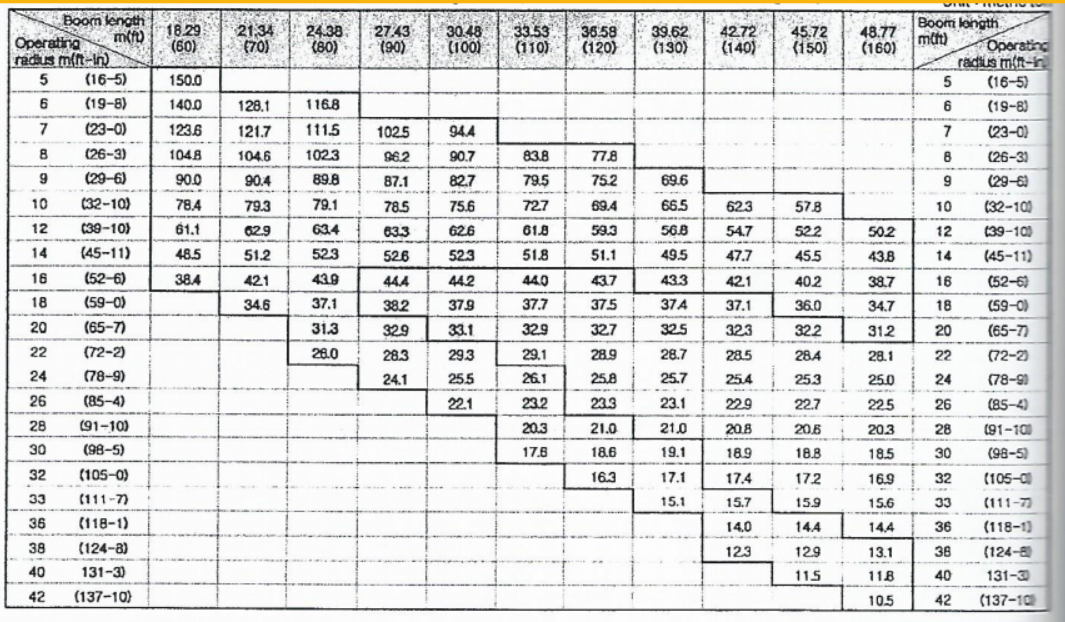 Unit : metric
Boom length m(ft) 18.29 21.34 24.38 27.43 30.48 33.53 36.58 39.62 42.72 45.72 48.77 Boom length m(ft)
Operating radius m(ft-in) (60) (70) (80) (90) (100) (110) (120) (130) (140) (150) (160) Operating radius m(ft-in
5 (16-5) 150.0 5 (16-5)
6 (19-8) 140.0 128.1 116.8 6 (19-8)
7 (23-0) 123.6 121.7 111.5 102.5 94.4 7 (23-0)
8 (26-3) 104.8 104.6 102.3 96.2 90.7 83.8 77.8 8 (26-3)
9 (29-6) 90.0 90.4 89.8 87.1 82.7 79.5 75.2 69.6 9 (29-6)
10 (32-10) 78.4 79.3 79.1 78.5 75.6 72.7 69.4 66.5 62.3 57.8 10 (32-10)
12 (39-10) 61.1 62.9 63.4 63.3 62.6 61.8 59.3 56.8 54.7 52.2 50.2 12 (39-10)
14 (45-11) 48.5 51.2 52.3 52.6 52.3 51.8 51.1 49.5 47.7 45.5 43.8 14 (45-11)
16 (52-6) 38.4 42.1 43.9 44.4 44.2 44.0 43.7 43.3 42.1 40.2 38.7 16 (52-6)
18 (59-0) 34.6 37.1 38.2 37.9 37.7 37.5 37.4 37.1 36.0 34.7 18 (59-0)
20 (65-7) 31.3 32.9 33.1 32.9 32.7 32.5 32.3 32.2 31.2 20 (65-7)
22 (72-2) 26.0 28.3 29.3 29.1 28.9 28.7 28.5 28.4 28.1 22 (72-2)
24 (78-9) 24.1 25.5 26.1 25.8 25.7 25.4 25.3 25.0 24 (78-9)
26 (85-4) 22.1 23.2 23.3 23.1 22.9 22.7 22.5 26 (85-4)
28 (91-10) 20.3 21.0 21.0 20.8 20.6 20.3 28 (91-10)
30 (98-5) 17.6 18.6 19.1 18.9 18.8 18.5 30 (98-5)
32 (105-0) 16.3 17.1 17.4 17.2 16.9 32 (105-0)
33 (111-7) 15.1 15.7 15.9 15.6 33 (111-7)
36 (118-1) 14.0 14.4 14.4 36 (118-1)
38 (124-8) 12.3 12.9 13.1 38 (124-8)
40 131-3) 11.5 11.8 40 131-3)
42 (137-10) 10.5 42 (137-10)